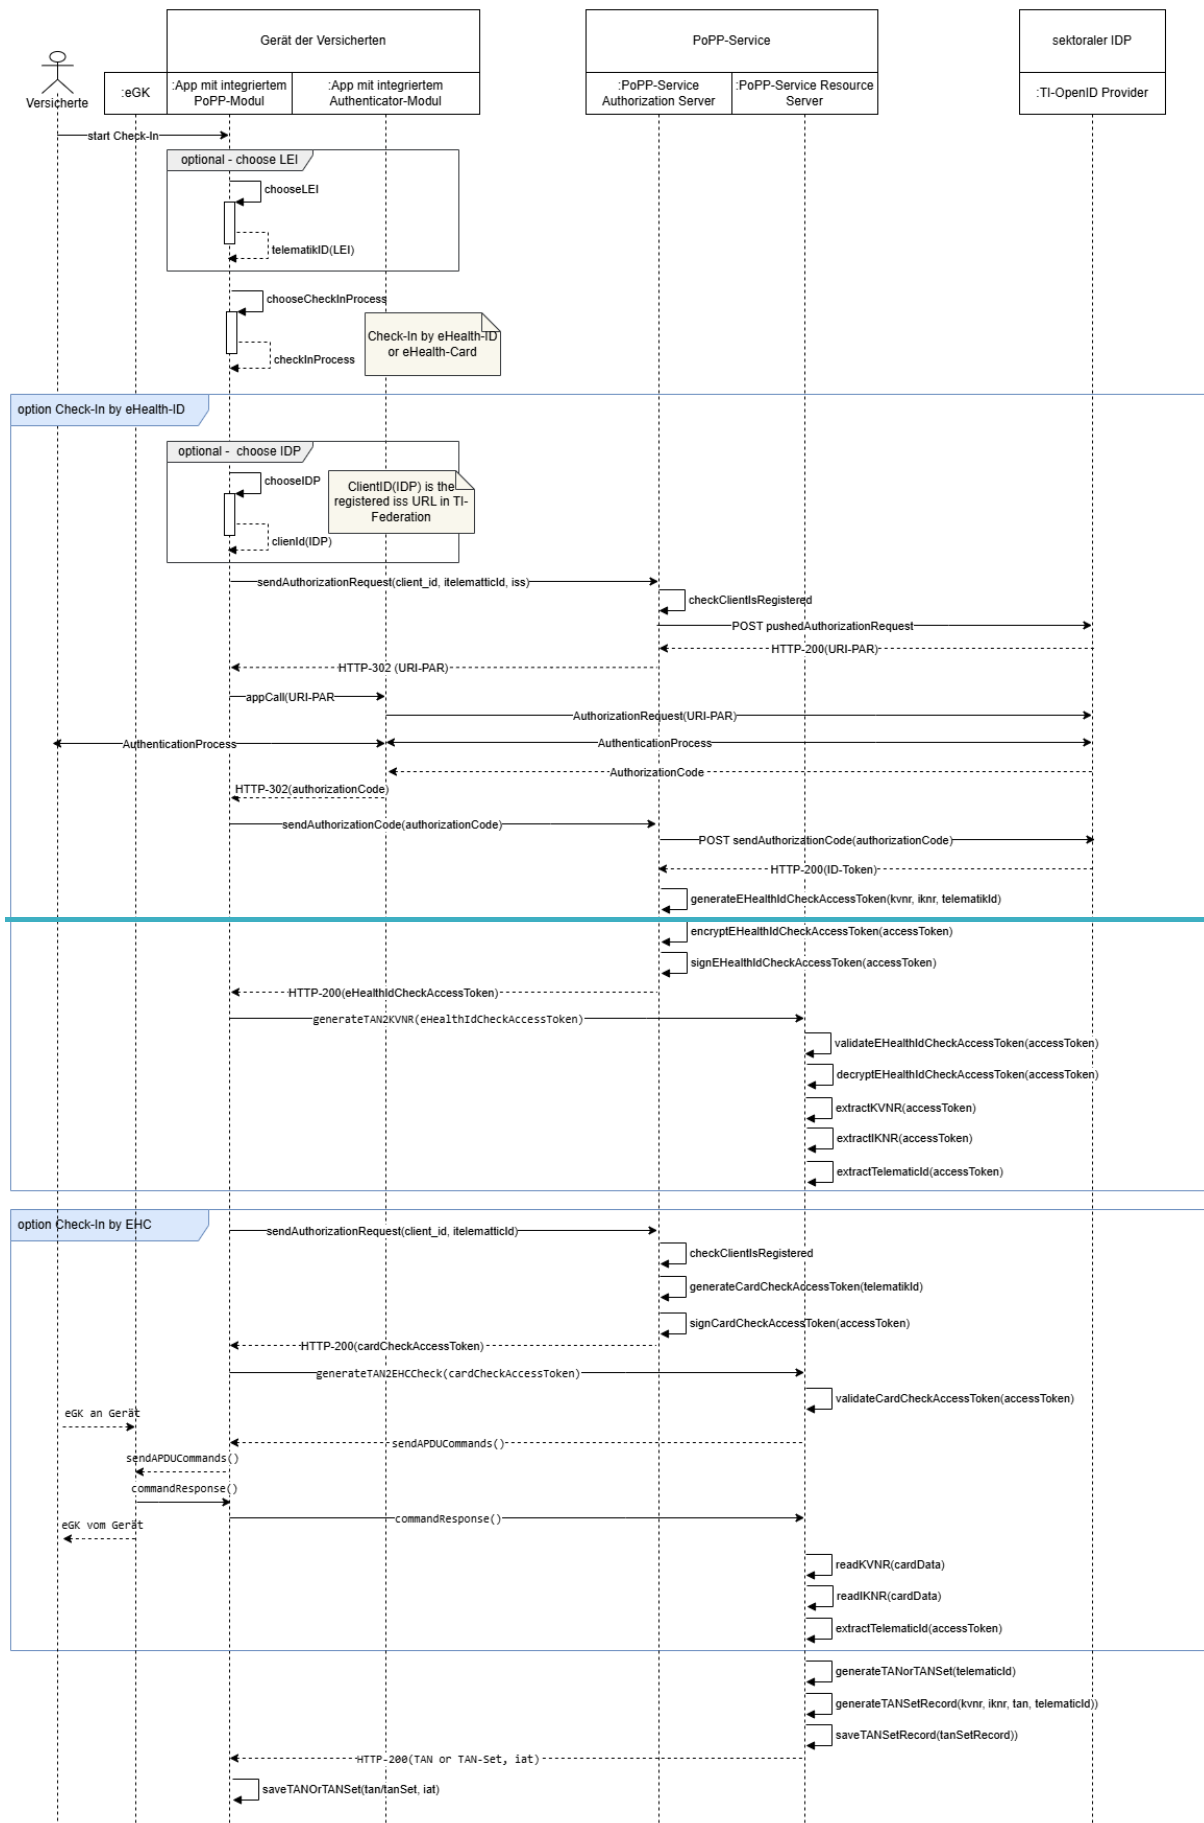 Gerät der Versicherten
PoPP-Service
sektoraler IDP
Versicherte
:eGK
:App mit integriertem
PoPP-Modul
:App mit integriertem
Authenticator-Modul
:PoPP-Service
Authorization Server
:PoPP-Service Resource
Server
:TI-OpenID Provider
start Check-In
optional - choose LEI
chooseLEI
telematikID(LEI)
chooseCheckInProcess
Check-In by eHealth-ID
or eHealth-Card
checkInProcess
option Check-In by eHealth-ID
optional - choose IDP
chooseIDP
ClientID(IDP) is the
registered iss URL in TI-
Federation
clienId(IDP)
sendAuthorizationRequest(client_id, itelematticId, iss)
checkClientIsRegistered
POST pushedAuthorizationRequest
HTTP-200(URI-PAR)
HTTP-302 (URI-PAR)
appCall(URI-PAR
AuthorizationRequest(URI-PAR)
AuthenticationProcess
AuthenticationProcess
AuthorizationCode
HTTP-302(authorizationCode)
sendAuthorizationCode(authorizationCode)
POST sendAuthorizationCode(authorizationCode)
HTTP-200(ID-Token)
generateEHealthIdCheckAccessToken(kvnr, iknr, telematikId)
encryptEHealthIdCheckAccessToken(accessToken)
signEHealthIdCheckAccessToken(accessToken)
HTTP-200(eHealthIdCheckAccessToken)
generateTAN2KVNR(eHealthIdCheckAccessToken)
validateEHealthIdCheckAccessToken(accessToken)
decryptEHealthIdCheckAccessToken(accessToken)
extractKVNR(accessToken)
extractIKNR(accessToken)
extractTelematicId(accessToken)
option Check-In by EHC
sendAuthorizationRequest(client_id, itelematticId)
checkClientIsRegistered
generateCardCheckAccessToken(telematikId)
signCardCheckAccessToken(accessToken)
HTTP-200(cardCheckAccessToken)
generateTAN2EHCCheck(cardCheckAccessToken)
validateCardCheckAccessToken(accessToken)
eGK an Gerät
sendAPDUCommands()
sendAPDUCommands()
commandResponse()
commandResponse()
eGK vom Gerät
readKVNR(cardData)
readIKNR(cardData)
extractTelematicId(accessToken)
generateTANorTANSet(telematicId)
generateTANSetRecord(kvnr, iknr, tan, telematicId))
saveTANSetRecord(tanSetRecord))
HTTP-200(TAN or TAN-Set, iat)
saveTANOrTANSet(tan/tanSet, iat)